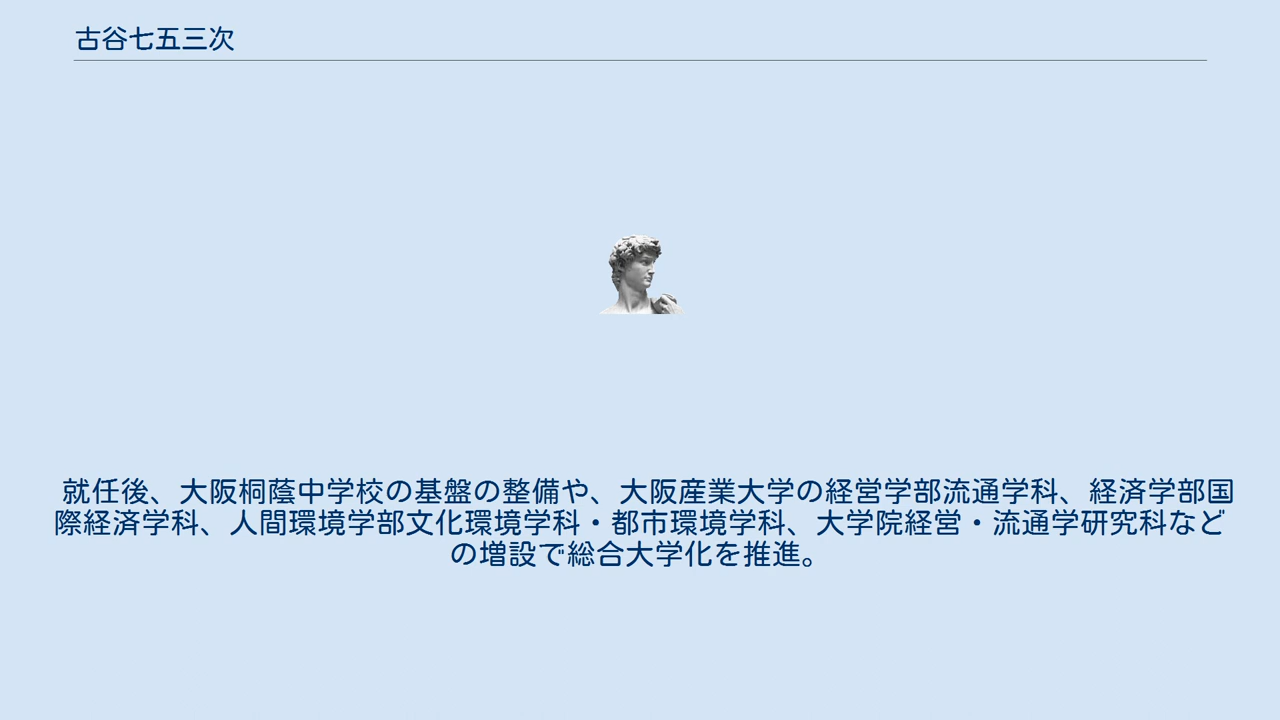 古谷七五三次
就任後、大阪桐蔭中学校の基盤の整備や、大阪産業大学の経営学部流通学科、経済学部国
際経済学科、人間環境学部文化環境学科・都市環境学科、大学院経営・流通学研究科など
の増設で総合大学化を推進。